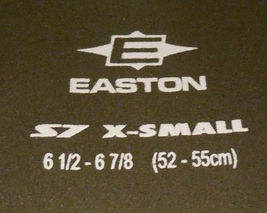 E
EASTON
S7 X-SMALL
6 1/2 - 6 7/8 (52 - 55cm)